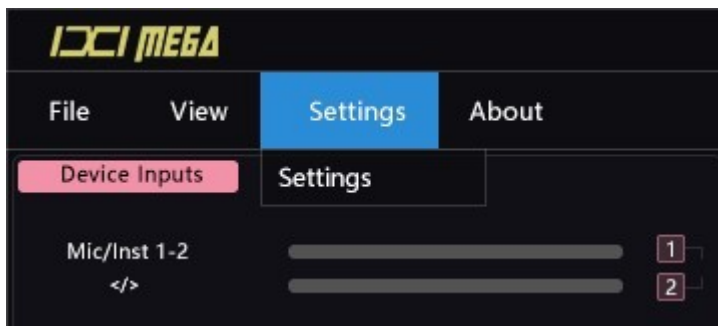 IXI MEGA
File View Settings About
Device Inputs Settings
Mic/Inst 1-2 1
</> 2